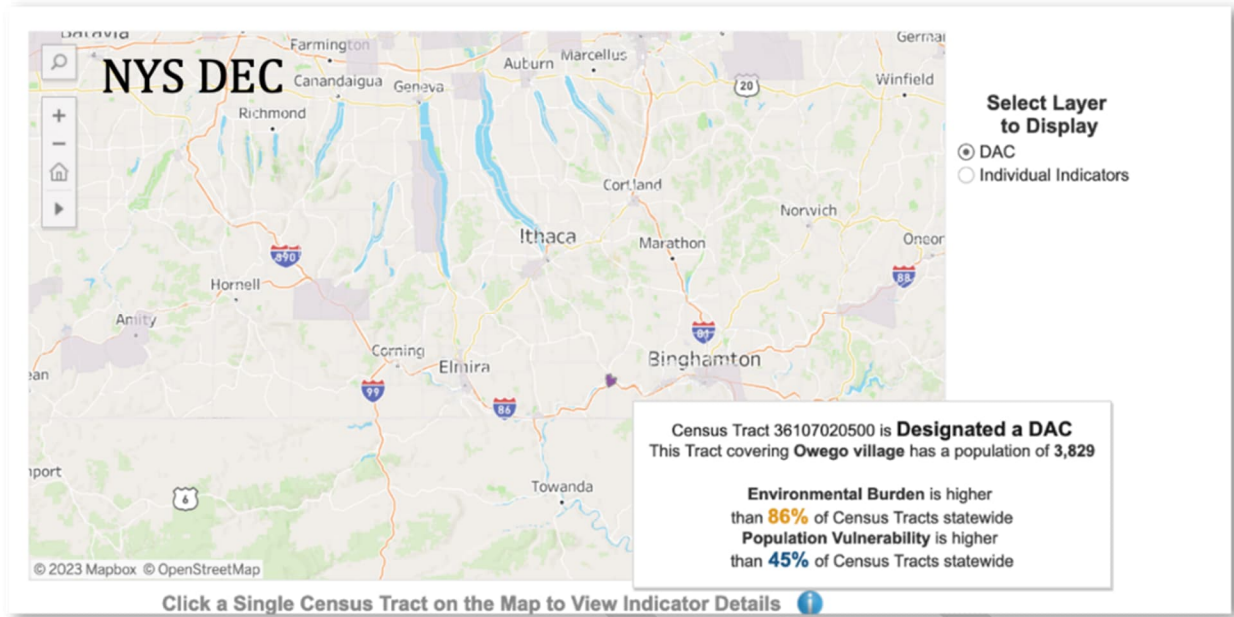 Batavia
Farmington
Marcellus
Germa
Auburn
NYS DEC
Canandaigua
Geneva
20
Winfield
Richmond
Select Layer
to Display
DAC
Individual Indicators
Cortland
Norwich
Ithaca
Marathon
Oneon
390
88
Hornell
Amity
81
Corning
Binghamton
Elmira
ean
99
86
Census Tract 36107020500 is Designated a DAC
This Tract covering Owego village has a population of 3,829
nport
6
Towanda
Environmental Burden is higher
than 86% of Census Tracts statewide
Population Vulnerability is higher
than 45% of Census Tracts statewide
© 2023 Mapbox © OpenStreetMap
Click a Single Census Tract on the Map to View Indicator Details
i